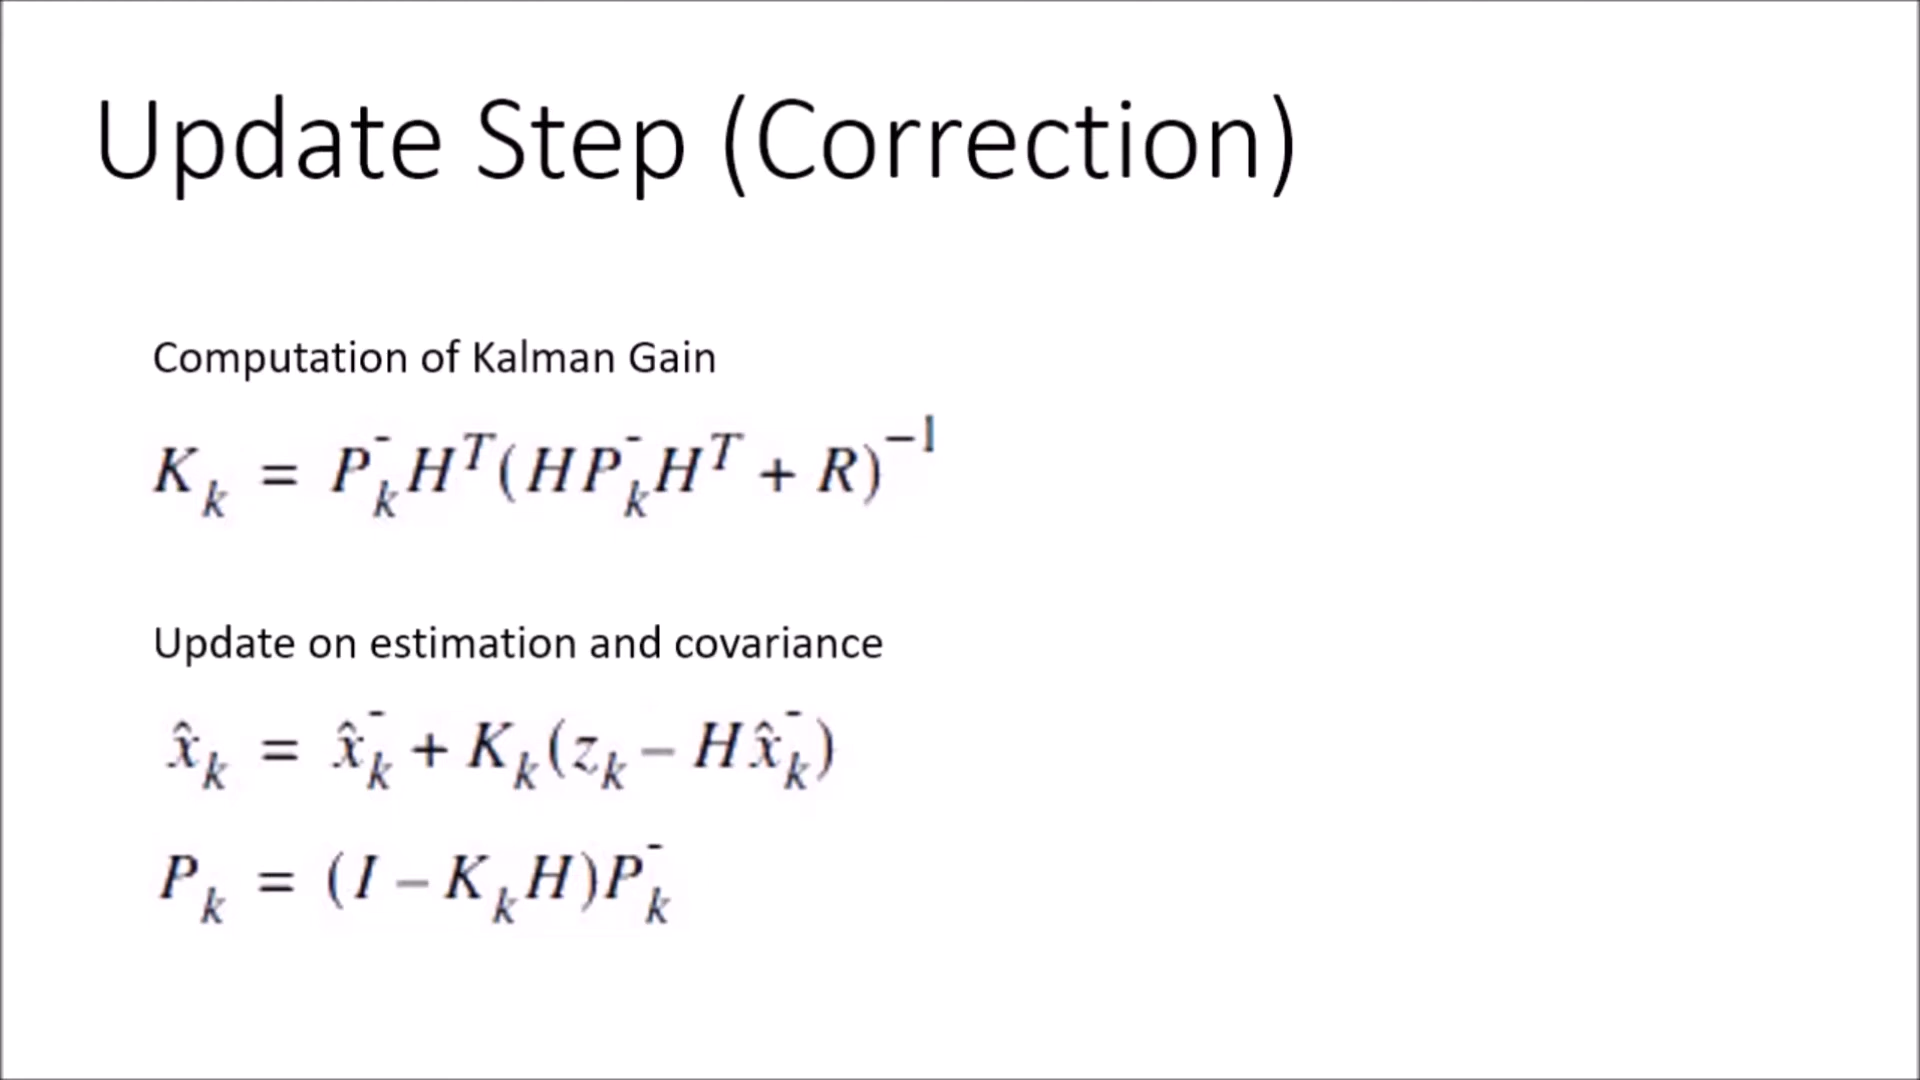 Update Step (Correction)
Computation of Kalman Gain
K_k = P_k^- H^T (H P_k^- H^T + R)^{-1}
Update on estimation and covariance
x̂_k = x̂_k^- + K_k (z_k – H x̂_k^-)
P_k = (I – K_k H) P_k^-